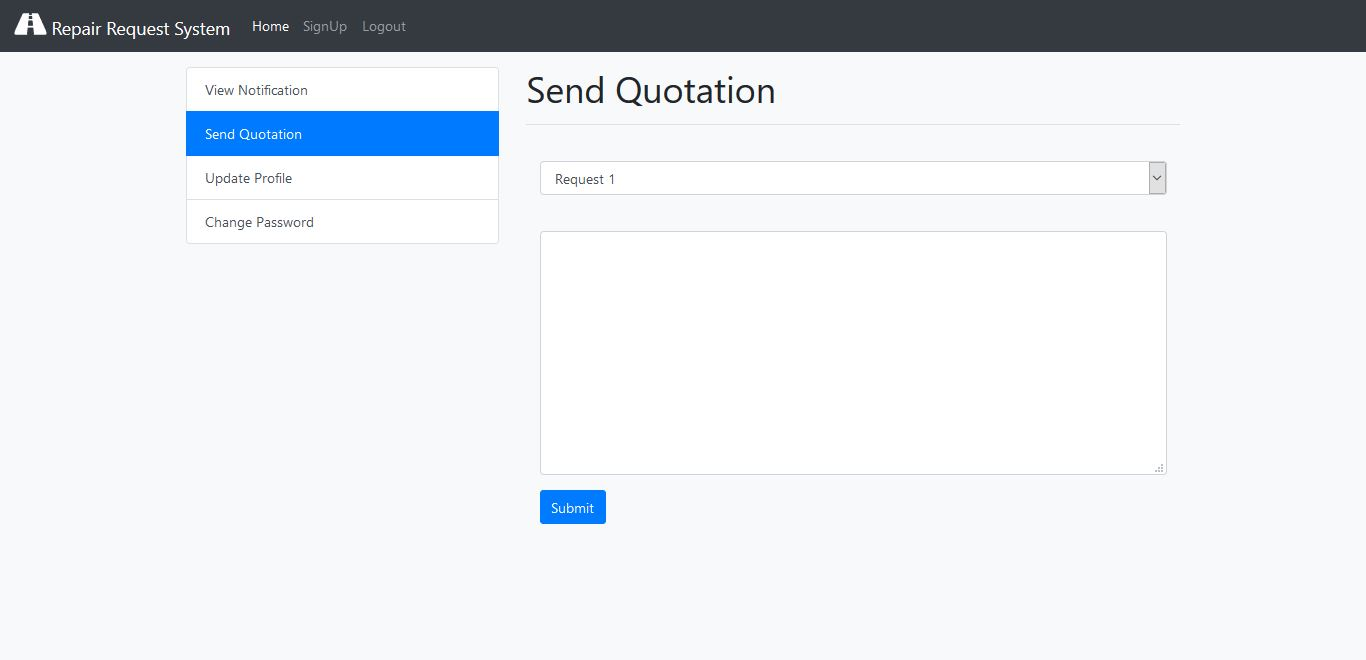 Repair Request System Home SignUp Logout
View Notification
Send Quotation
Update Profile
Change Password
Send Quotation
Request 1
Submit